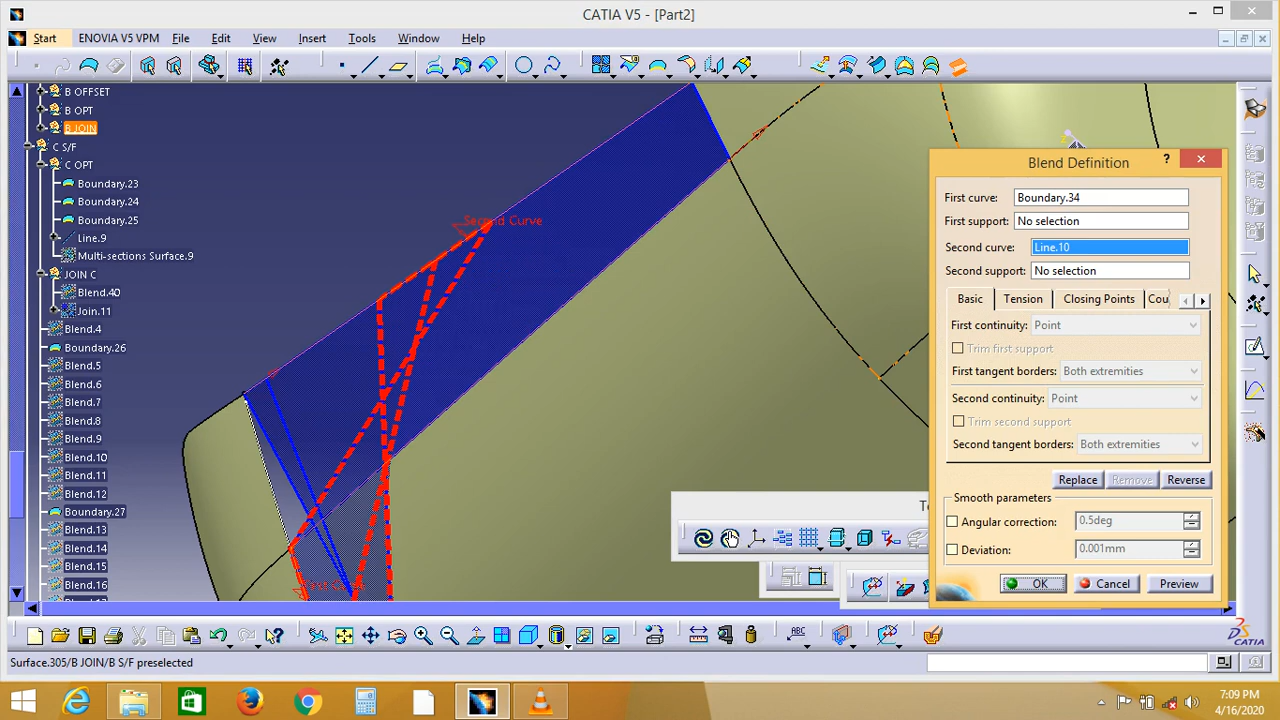 CATIA V5 - [Part2]
Start ENOVIA V5 VPM File Edit View Insert Tools Window Help
B OFFSET
B OPT
B JOIN
C S/F
C OPT
Boundary.23
Boundary.24
Boundary.25
Line.9
Multi-sections Surface.9
JOIN C
Blend.40
Join.11
Blend.4
Boundary.26
Blend.5
Blend.6
Blend.7
Blend.8
Blend.9
Blend.10
Blend.11
Blend.12
Boundary.27
Blend.13
Blend.14
Blend.15
Blend.16
Second Curve
Blend Definition ?
First curve: Boundary.34
First support: No selection
Second curve: Line.10
Second support: No selection
Basic Tension Closing Points Cou
First continuity: Point
Trim first support
First tangent borders: Both extremities
Second continuity: Point
Trim second support
Second tangent borders: Both extremities
Replace Remove Reverse
Smooth parameters
Angular correction: 0.5deg
Deviation: 0.001mm
OK Cancel Preview
ABC
CATIA
Surface.305/B JOIN/B S/F preselected
7:09 PM
4/16/2020